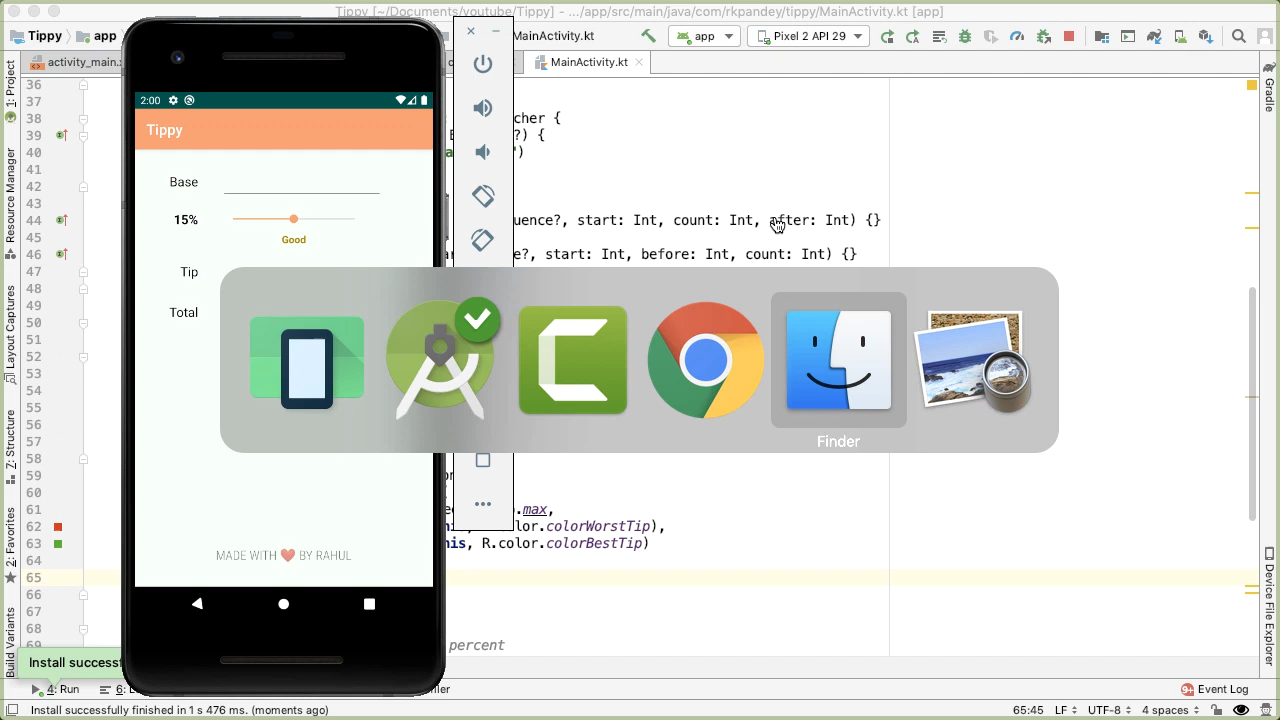 Tippy [~/Documents/youtube/Tippy] - .../app/src/main/java/com/rkpandey/tippy/MainActivity.kt [app]
Tippy
app
MainActivity.kt
app
Pixel 2 API 29
activity_main.
MainActivity.kt
1: Project
Resource Manager
Layout Captures
Z: Structure
2: Favorites
Build Variants
Gradle
Device File Explorer
36
37
38
39
40
41
42
43
44
45
46
47
48
49
50
51
52
53
54
55
56
57
58
59
60
61
62
63
64
65
66
67
68
69
cher {
?) {
")
uence?, start: Int, count: Int, after: Int) {}
e?, start: Int, before: Int, count: Int) {}
.max,
his, R.color.colorWorstTip),
his, R.color.colorBestTip)
percent
2:00
Tippy
Base
15%
Good
Tip
Total
MADE WITH ❤️ BY RAHUL
Finder
Install successf
4: Run
6:
Event Log
Install successfully finished in 1 s 476 ms. (moments ago)
65:45 LF UTF-8 4 spaces